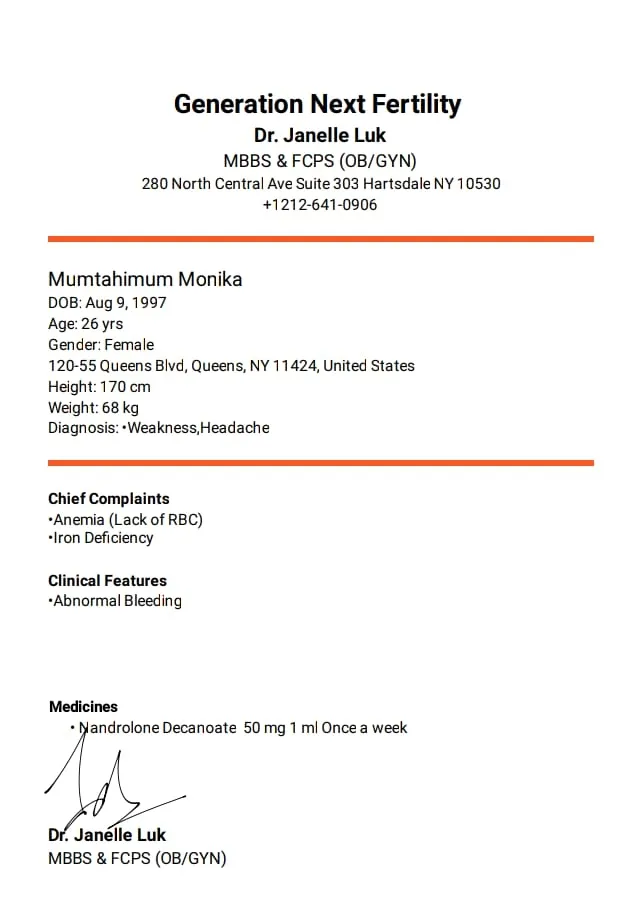 Generation Next Fertility
Dr. Janelle Luk
MBBS & FCPS (OB/GYN)
280 North Central Ave Suite 303 Hartsdale NY 10530
+1212-641-0906
Mumtahimum Monika
DOB: Aug 9, 1997
Age: 26 yrs
Gender: Female
120-55 Queens Blvd, Queens, NY 11424, United States
Height: 170 cm
Weight: 68 kg
Diagnosis: •Weakness,Headache
Chief Complaints
•Anemia (Lack of RBC)
•Iron Deficiency
Clinical Features
•Abnormal Bleeding
Medicines
• Nandrolone Decanoate 50 mg 1 ml Once a week
Dr. Janelle Luk
MBBS & FCPS (OB/GYN)